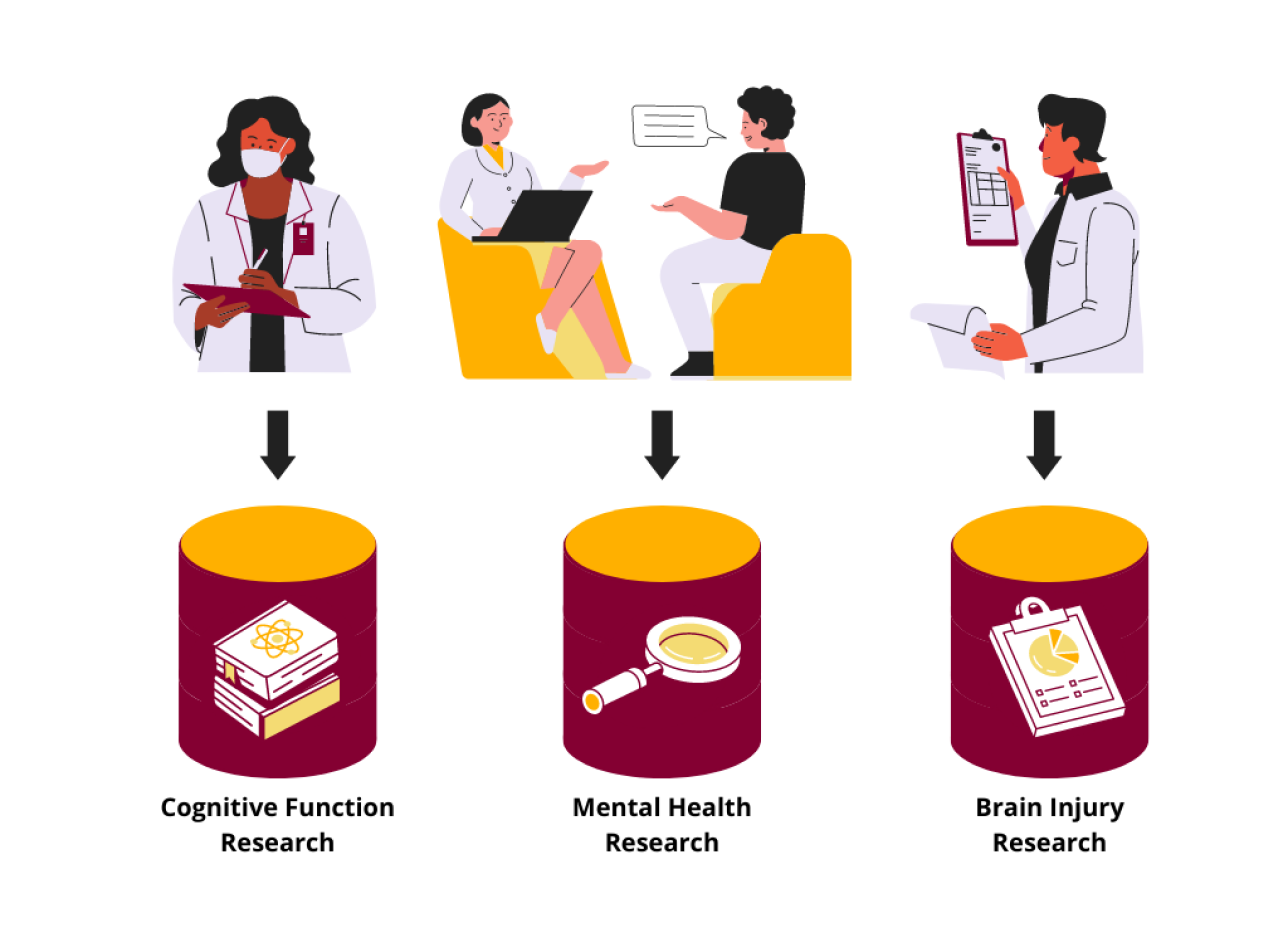 Cognitive Function
Research
Mental Health
Research
Brain Injury
Research